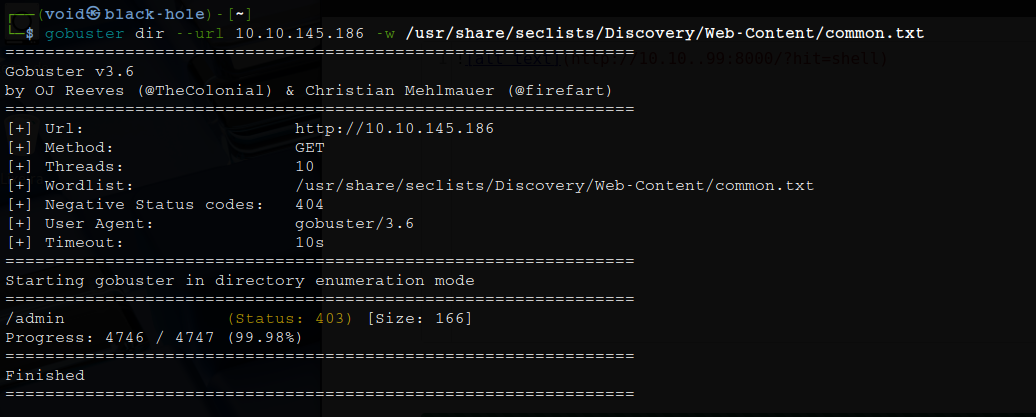 ┌──(void㉿black-hole)-[~]
└─$ gobuster dir --url 10.10.145.186 -w /usr/share/seclists/Discovery/Web-Content/common.txt
===============================================================
Gobuster v3.6
by OJ Reeves (@TheColonial) & Christian Mehlmauer (@firefart)
===============================================================
[+] Url:                     http://10.10.145.186
[+] Method:                  GET
[+] Threads:                 10
[+] Wordlist:                /usr/share/seclists/Discovery/Web-Content/common.txt
[+] Negative Status codes:   404
[+] User Agent:              gobuster/3.6
[+] Timeout:                 10s
===============================================================
Starting gobuster in directory enumeration mode
===============================================================
/admin                (Status: 403) [Size: 166]
Progress: 4746 / 4747 (99.98%)
===============================================================
Finished
===============================================================